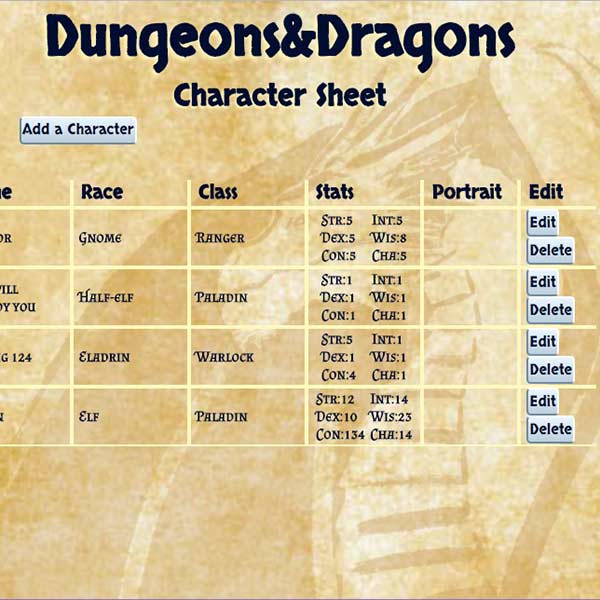 Dungeons&Dragons
Character Sheet
Add a Character
Race Class Stats Portrait Edit
Gnome Ranger Str:5 Int:5 Dex:5 Wis:8 Con:5 Cha:5 Edit Delete
Half-elf Paladin Str:1 Int:1 Dex:1 Wis:1 Con:1 Cha:1 Edit Delete
you
Eladrin Warlock Str:5 Int:1 Dex:1 Wis:1 Con:4 Cha:1 Edit Delete
124
Elf Paladin Str:12 Int:14 Dex:10 Wis:23 Con:134 Cha:14 Edit Delete